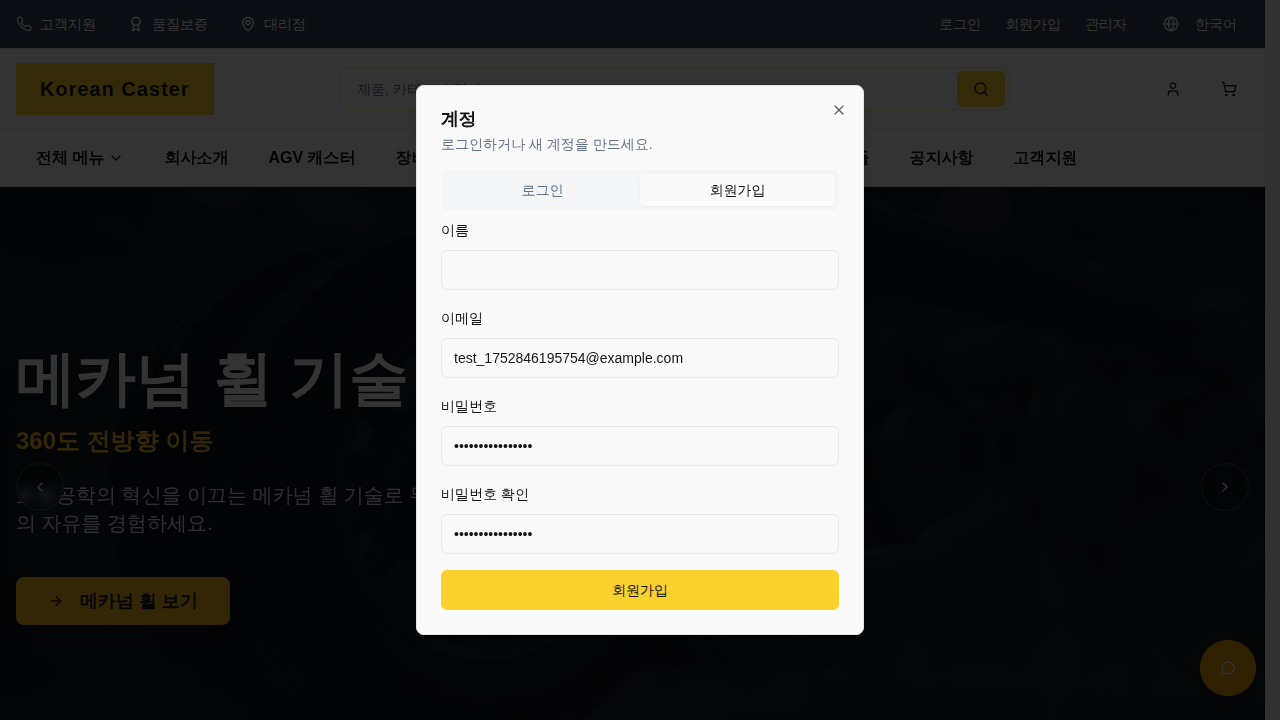 고객지원
품질보증
대리점
로그인
회원가입
관리자
한국어
Korean Caster
제품, 카테
전체 메뉴
회사소개
AGV 캐스터
공지사항
고객지원
계정
로그인하거나 새 계정을 만드세요.
로그인
회원가입
이름
이메일
test_1752846195754@example.com
비밀번호
••••••••••••••••
비밀번호 확인
••••••••••••••••
회원가입
메카넘 휠 기술
360도 전방향 이동
공학의 혁신을 이끄는 메카넘 휠 기술로
의 자유를 경험하세요.
메카넘 휠 보기